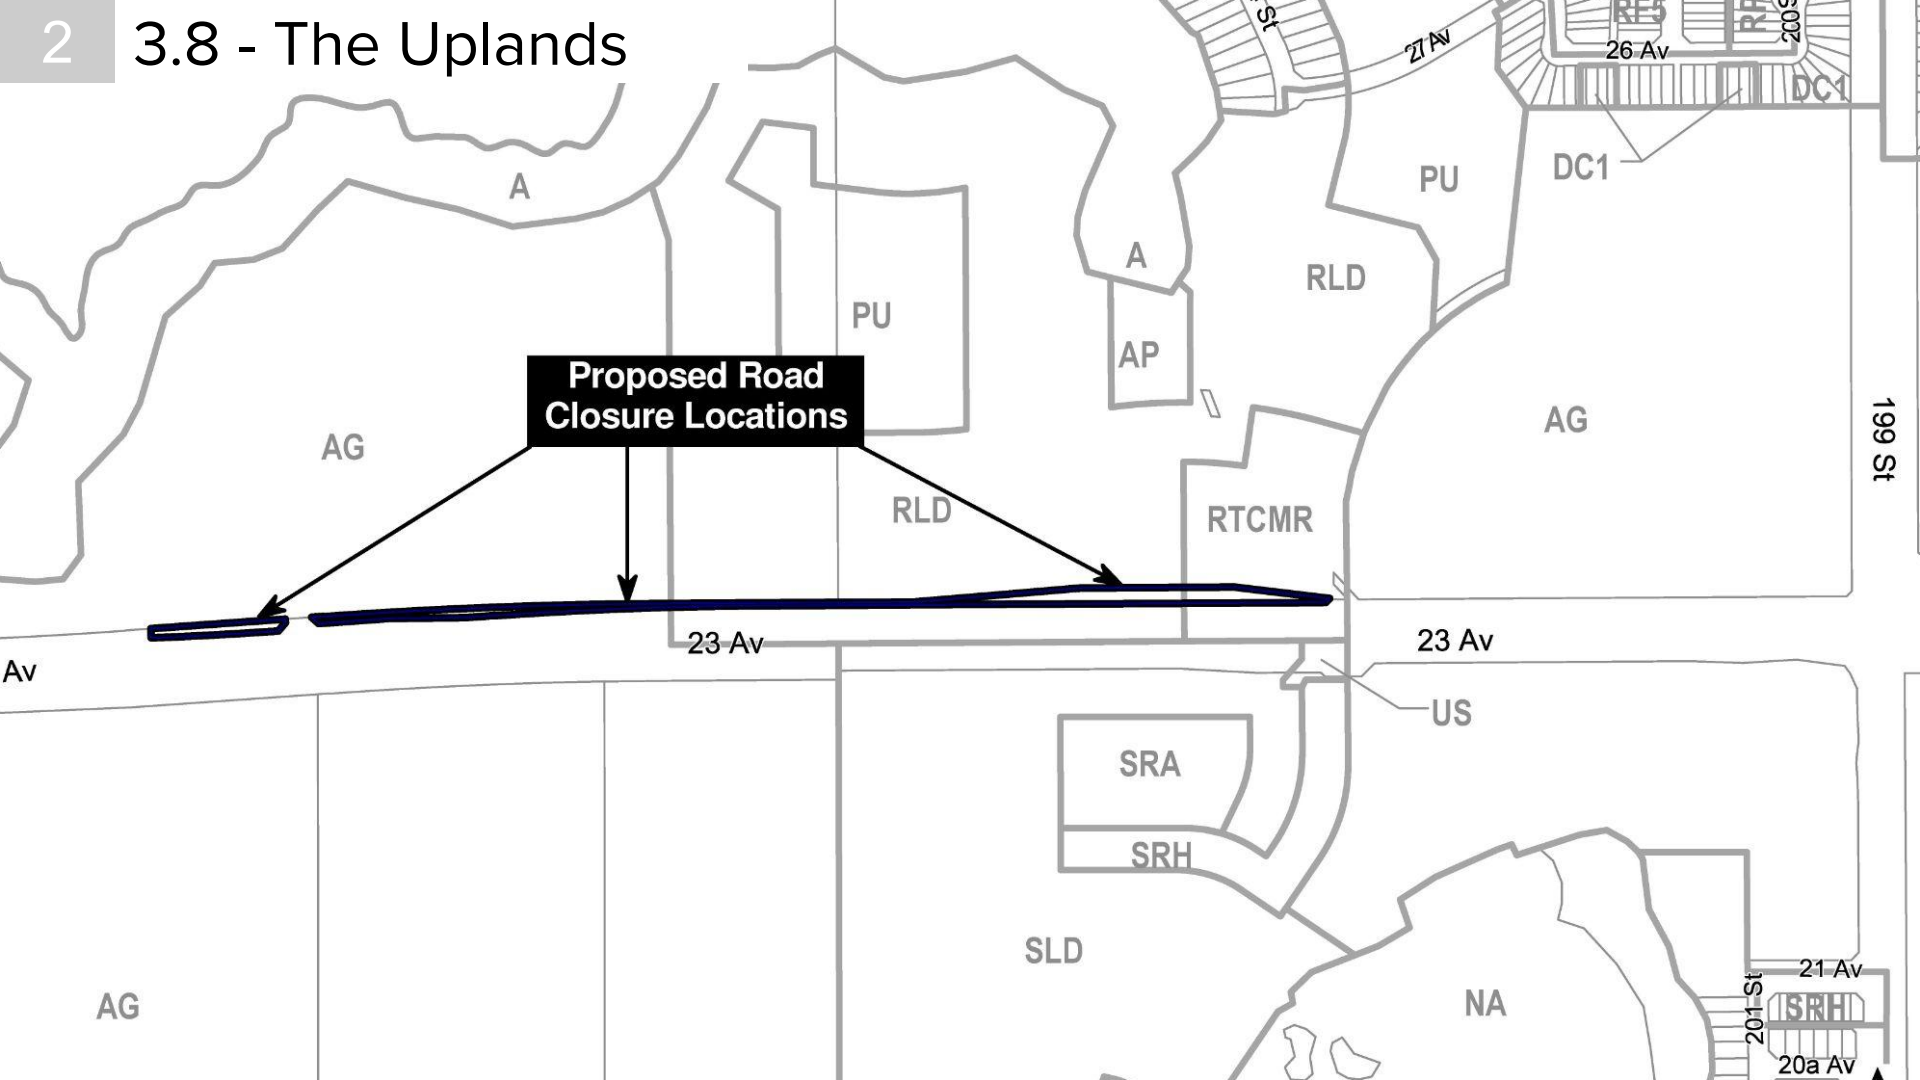 2
3.8 - The Uplands
St
27 Av
RF5
26 Av
DC1
DC1
A
PU
A
RLD
PU
AP
Proposed Road
Closure Locations
AG
AG
199 St
RLD
RTCMR
23 Av
23 Av
Av
US
SRA
SRH
SLD
AG
NA
21 Av
201 St
SRH
20a Av